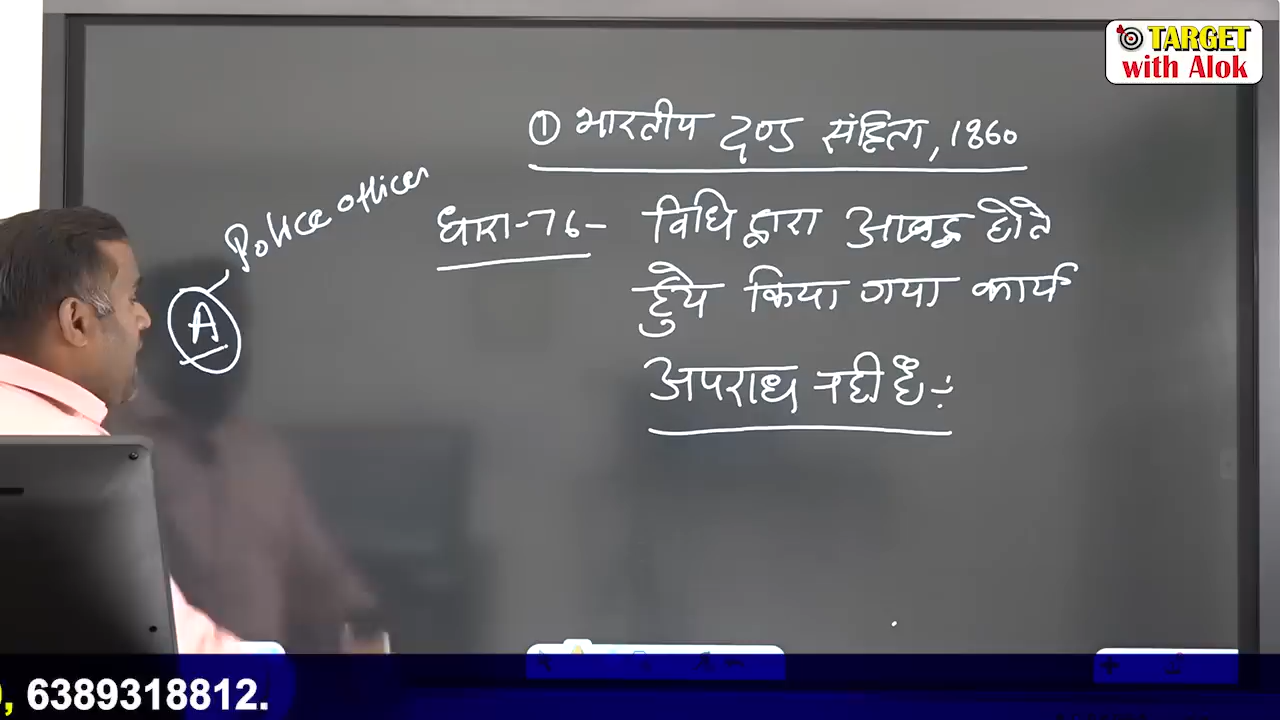 TARGET
with Alok
① भारतीय दण्ड संहिता, 1860
Police officer
A
धारा-76- विधि द्वारा आबद्ध होते
हुये किया गया कार्य
अपराध नही है÷
, 6389318812.